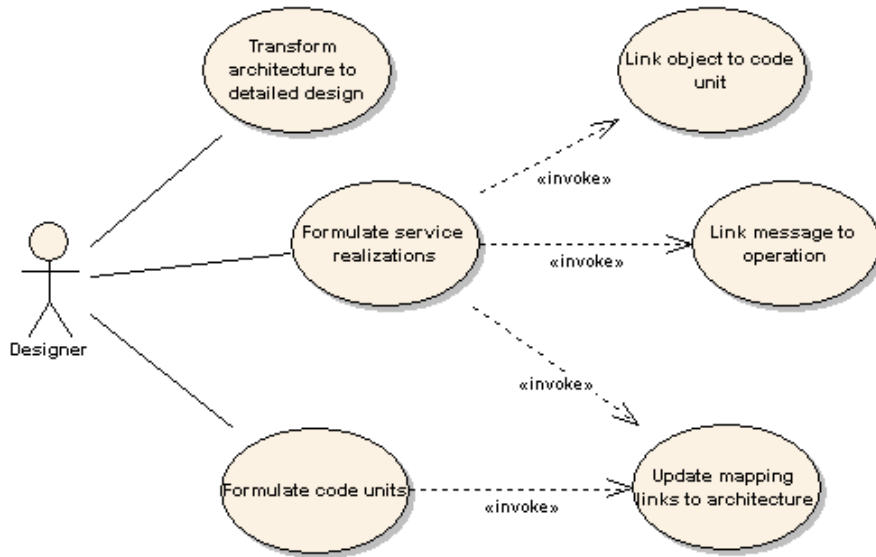 Transform
architecture to
detailed design
Link object to code
unit
«invoke»
Formulate service
realizations
«invoke»
Link message to
operation
Designer
«invoke»
Formulate code units
«invoke»
Update mapping
links to architecture